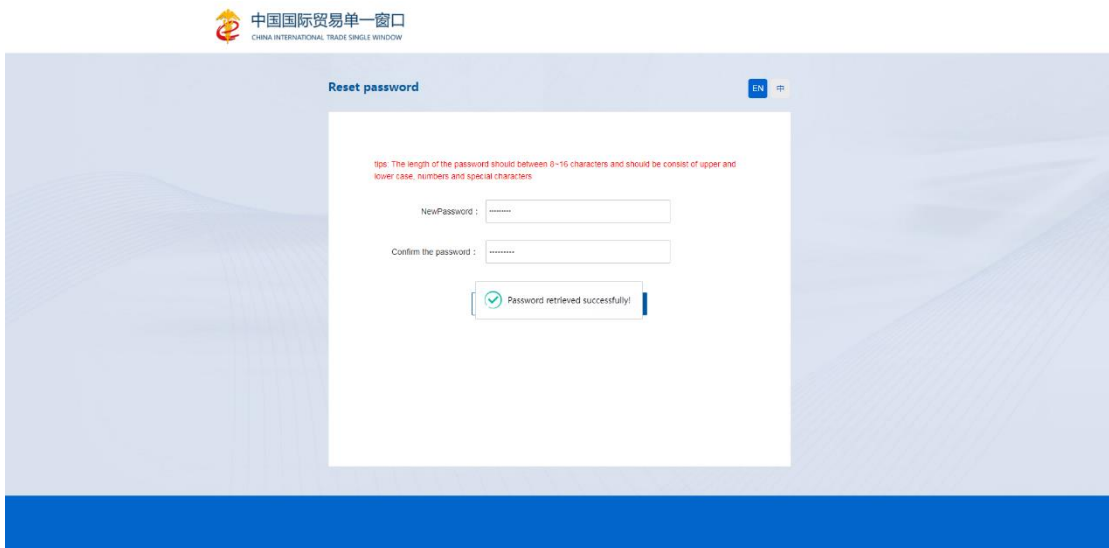 中国国际贸易单一窗口
CHINA INTERNATIONAL TRADE SINGLE WINDOW
Reset password
EN 中
tips: The length of the password should between 8~16 characters and should be consist of upper and
lower case, numbers and special characters
NewPassword :
Confirm the password :
Password retrieved successfully!